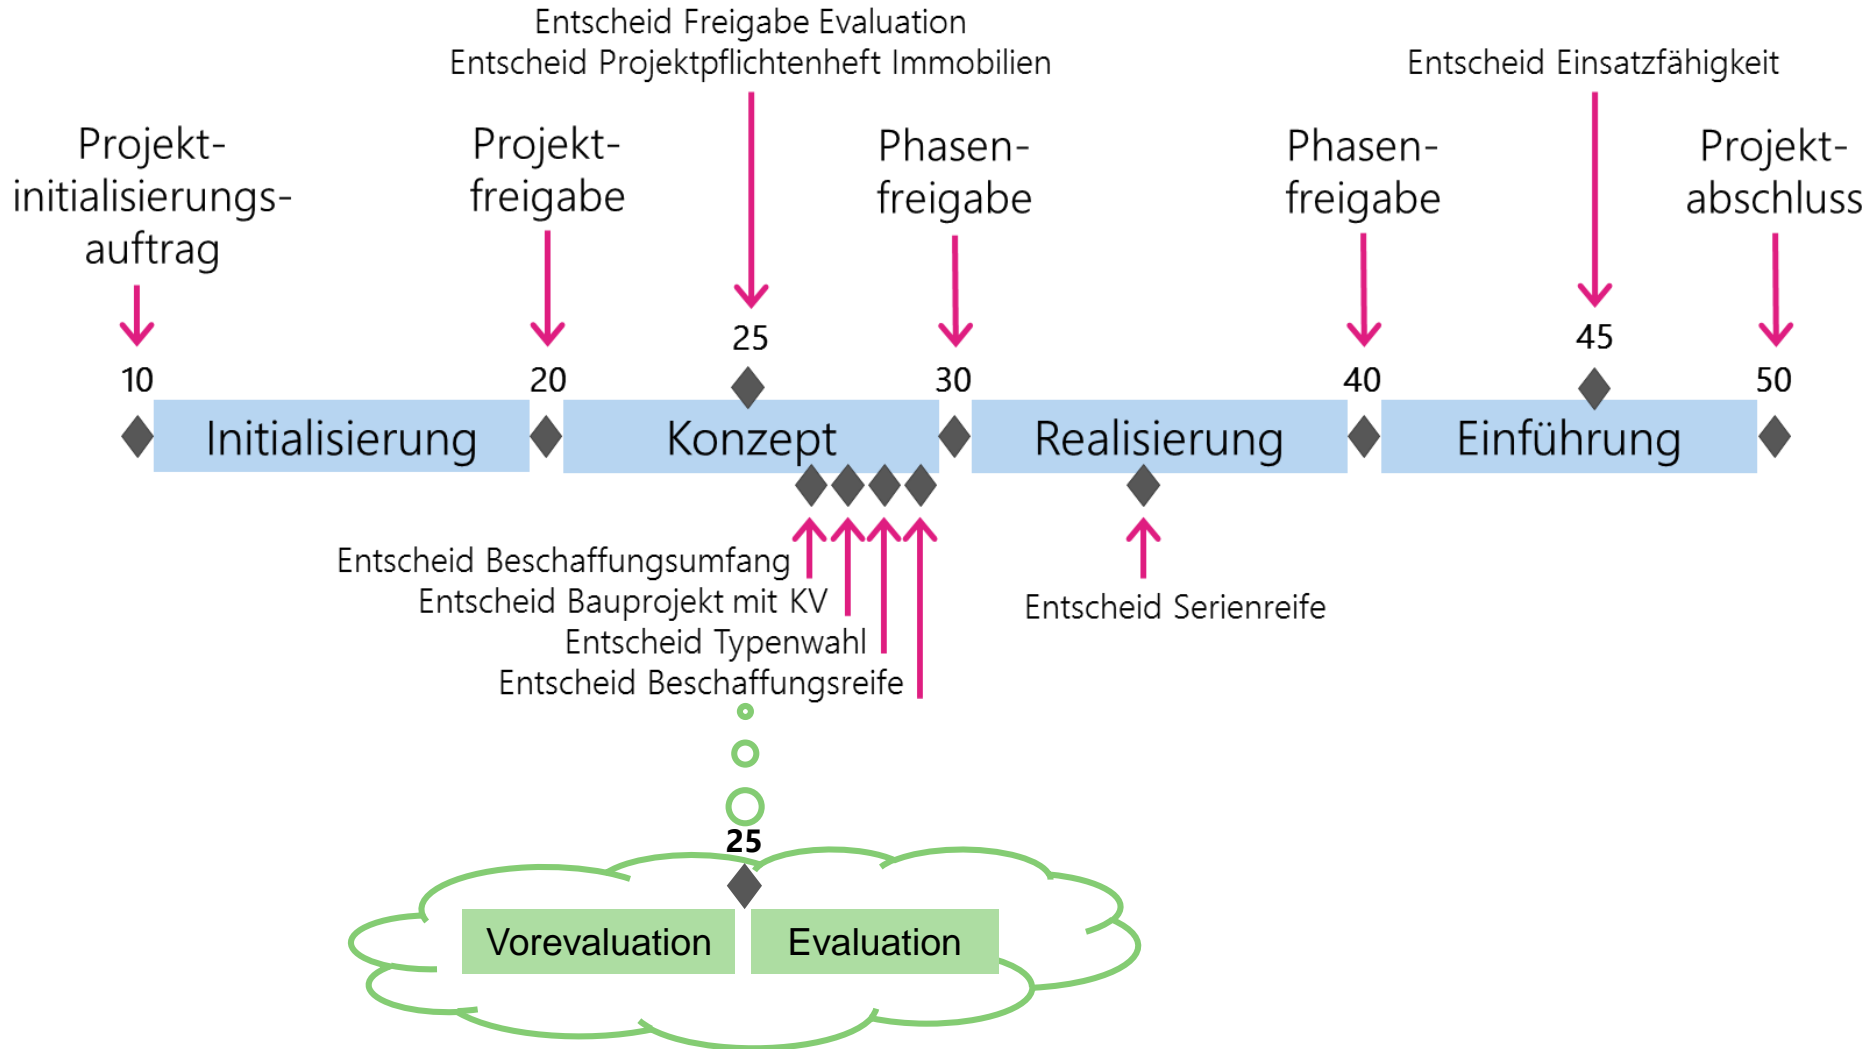 Entscheid Freigabe Evaluation
Entscheid Projektpflichtenheft Immobilien
Entscheid Einsatzfähigkeit
Projekt-
initialisierungs-
auftrag
Projekt-
freigabe
Phasen-
freigabe
Phasen-
freigabe
Projekt-
abschluss
10
20
25
30
40
45
50
Initialisierung
Konzept
Realisierung
Einführung
Entscheid Beschaffungsumfang
Entscheid Bauprojekt mit KV
Entscheid Typenwahl
Entscheid Beschaffungsreife
Entscheid Serienreife
25
Vorevaluation
Evaluation